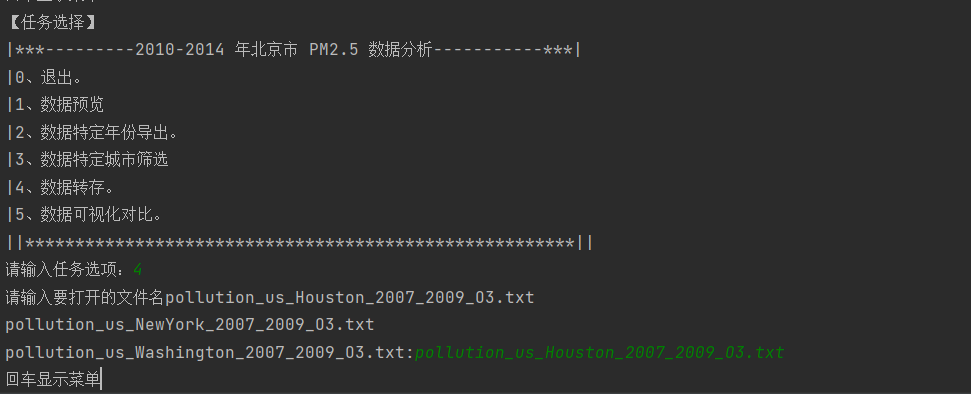 【任务选择】
|***---------2010-2014 年北京市 PM2.5 数据分析-----------***|
|0、退出。
|1、数据预览
|2、数据特定年份导出。
|3、数据特定城市筛选
|4、数据转存。
|5、数据可视化对比。
||*******************************************************||
请输入任务选项：4
请输入要打开的文件名pollution_us_Houston_2007_2009_O3.txt
pollution_us_NewYork_2007_2009_O3.txt
pollution_us_Washington_2007_2009_O3.txt:pollution_us_Houston_2007_2009_O3.txt
回车显示菜单